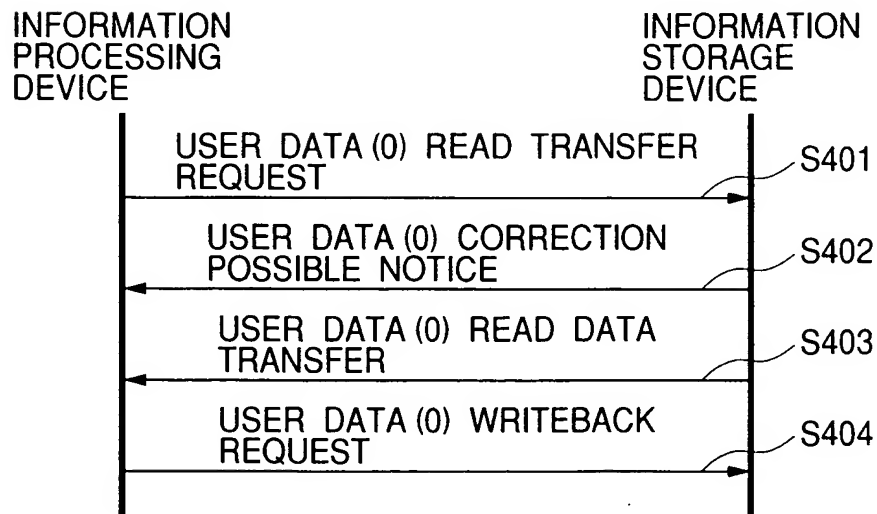 INFORMATION
PROCESSING
DEVICE
INFORMATION
STORAGE
DEVICE
USER DATA (0) READ TRANSFER
REQUEST
S401
USER DATA (0) CORRECTION
POSSIBLE NOTICE
S402
USER DATA (0) READ DATA
TRANSFER
S403
USER DATA (0) WRITEBACK
REQUEST
S404